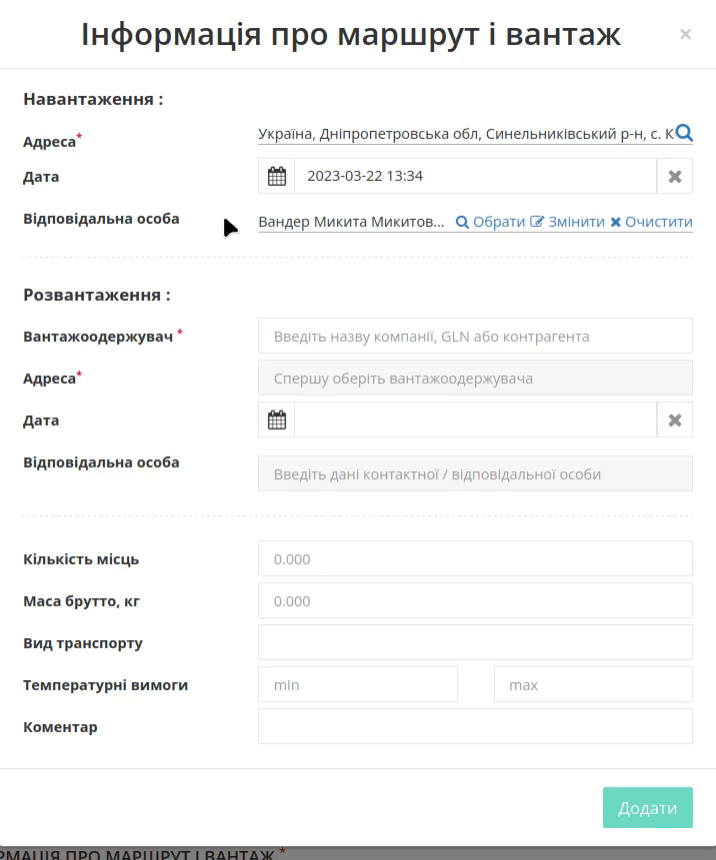 Інформація про маршрут і вантаж
×
Навантаження :
Адреса* Україна, Дніпропетровська обл, Синельниківський р-н, с. К
Дата 2023-03-22 13:34
Відповідальна особа Вандер Микита Микитов... Обрати Змінити Очистити
Розвантаження :
Вантажоодержувач * Введіть назву компанії, GLN або контрагента
Адреса* Спершу оберіть вантажоодержувача
Дата
Відповідальна особа Введіть дані контактної / відповідальної особи
Кількість місць 0.000
Маса брутто, кг 0.000
Вид транспорту
Температурні вимоги min max
Коментар
Додати
РМАЦІЯ ПРО МАРШРУТ І ВАНТАЖ *